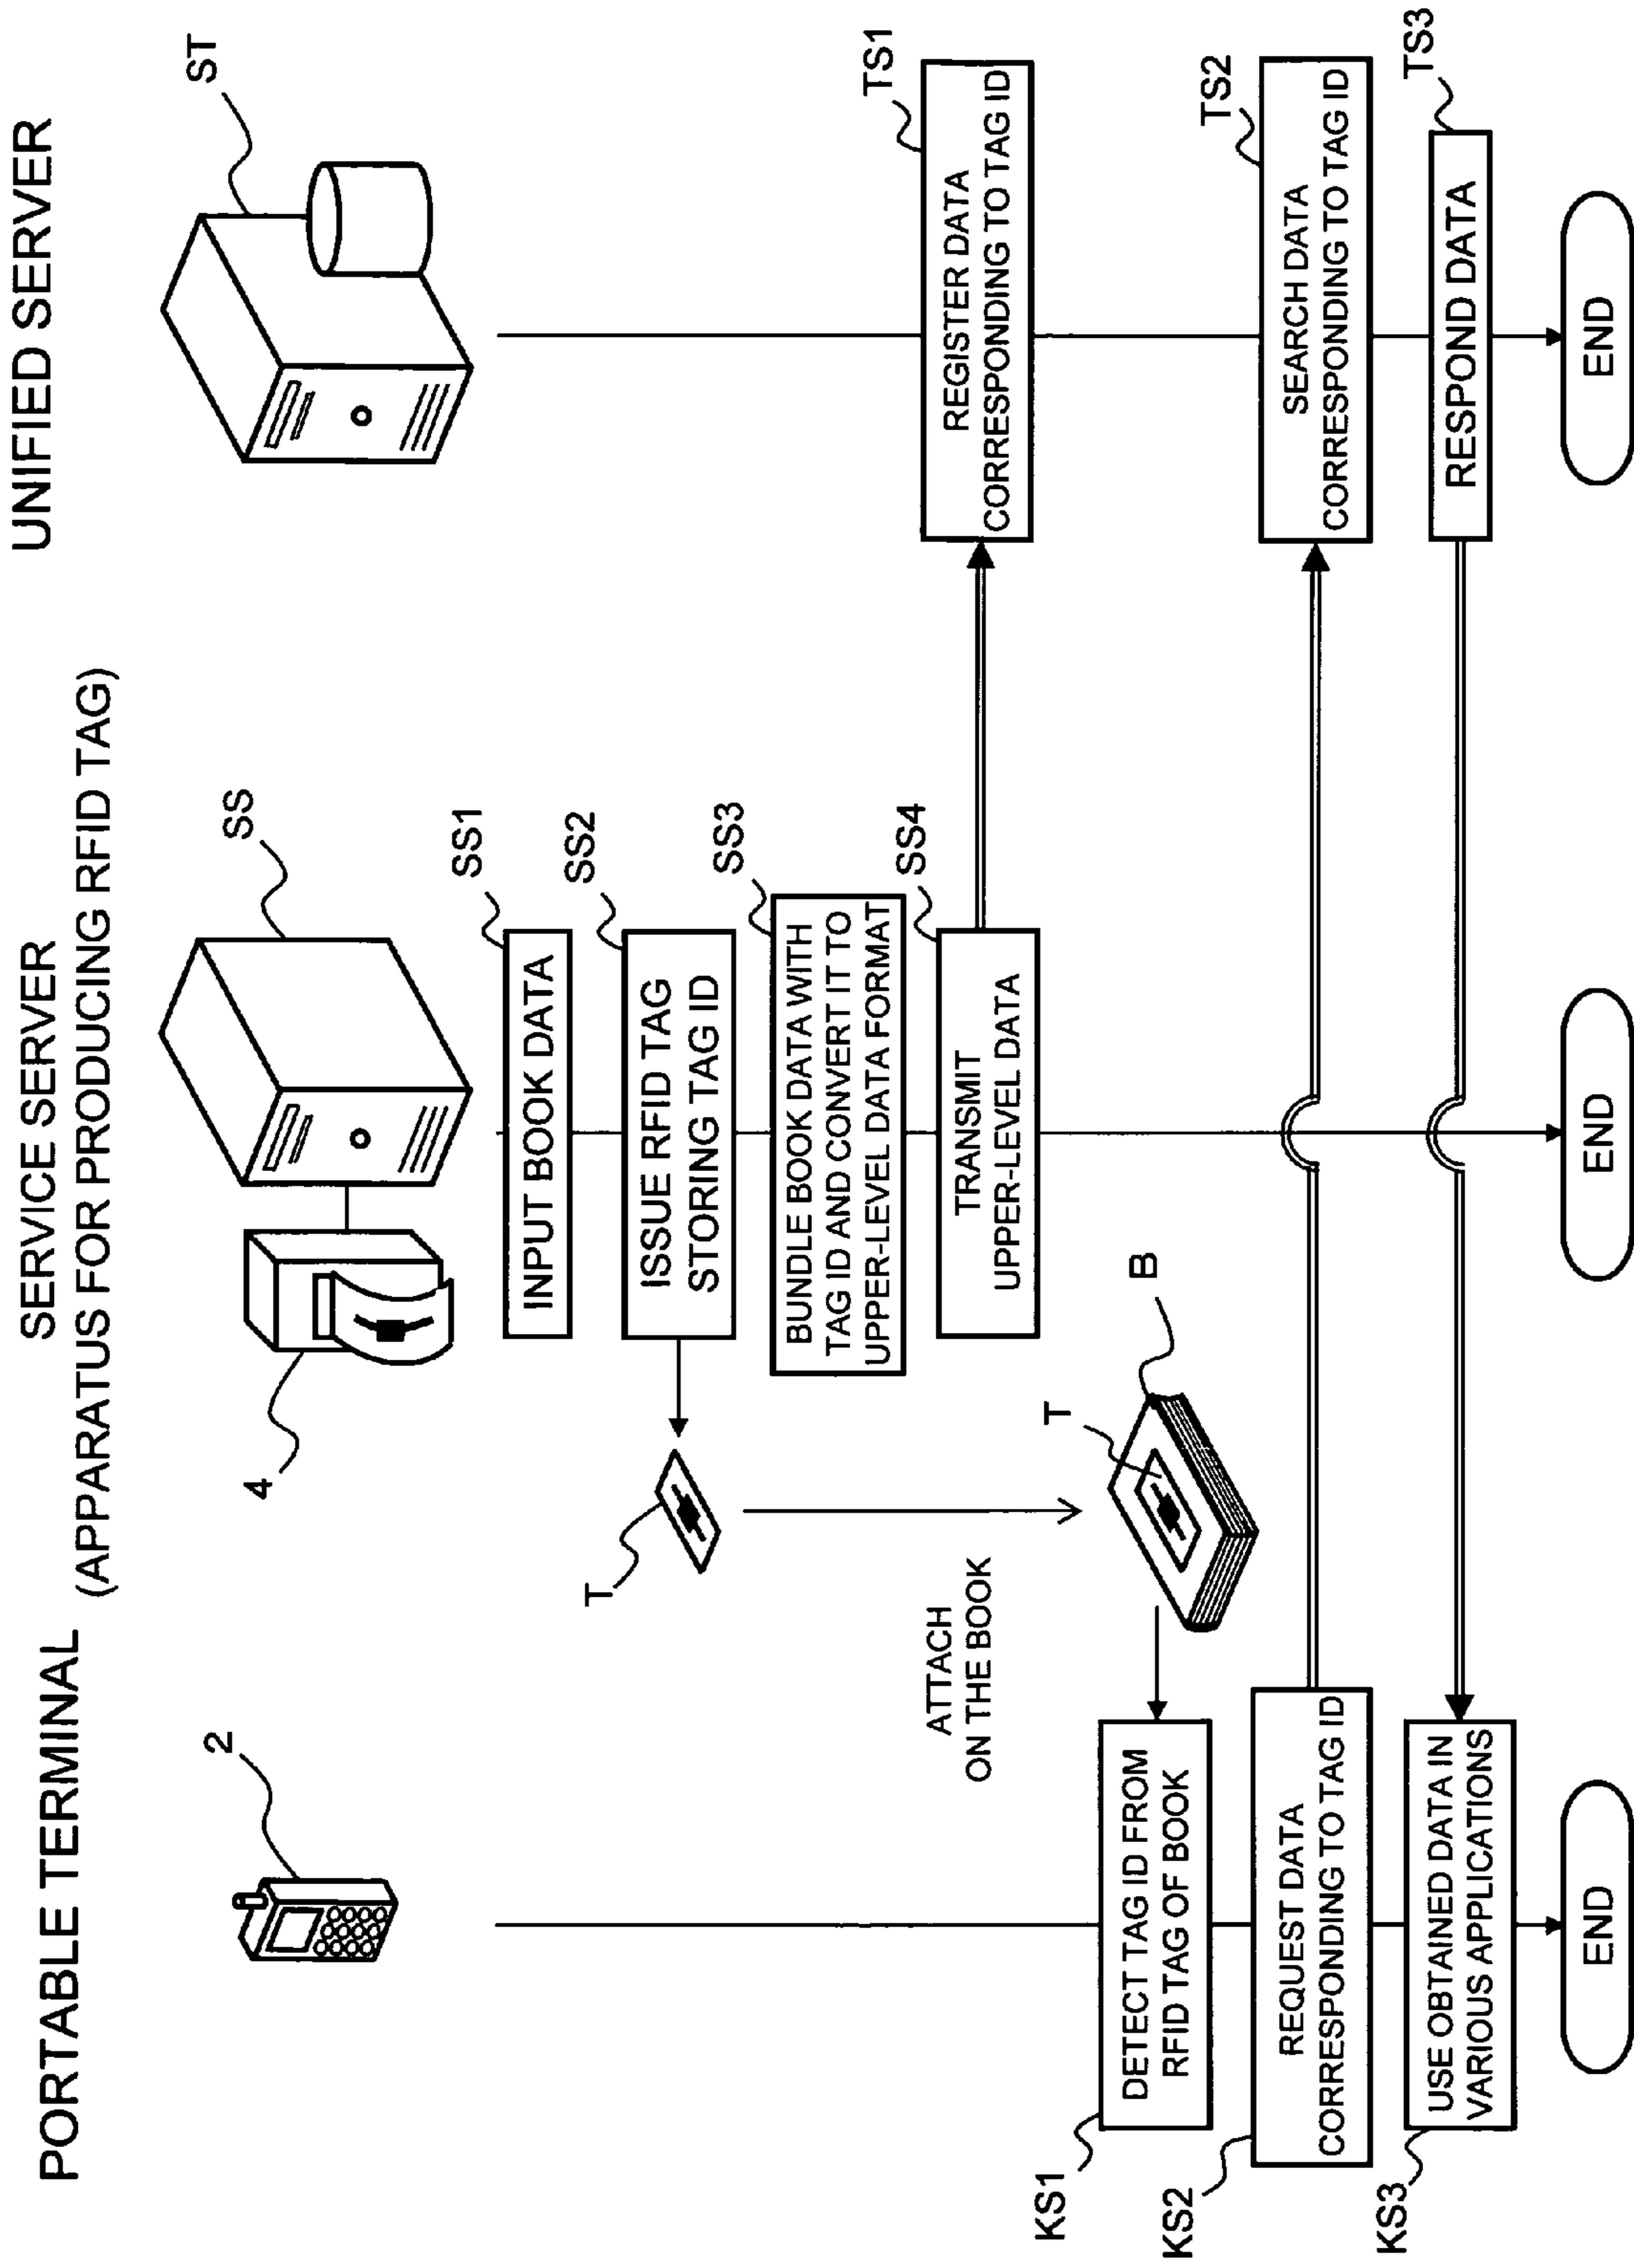 PORTABLE TERMINAL
SERVICE SERVER
(APPARATUS FOR PRODUCING RFID TAG)
UNIFIED SERVER
2
4
SS
ST
SS1
INPUT BOOK DATA
SS2
ISSUE RFID TAG
STORING TAG ID
T
SS3
BUNDLE BOOK DATA WITH
TAG ID AND CONVERT IT TO
UPPER-LEVEL DATA FORMAT
SS4
TRANSMIT
UPPER-LEVEL DATA
TS1
REGISTER DATA
CORRESPONDING TO TAG ID
ATTACH
ON THE BOOK
T
B
KS1
DETECT TAG ID FROM
RFID TAG OF BOOK
KS2
REQUEST DATA
CORRESPONDING TO TAG ID
TS2
SEARCH DATA
CORRESPONDING TO TAG ID
KS3
USE OBTAINED DATA IN
VARIOUS APPLICATIONS
TS3
RESPOND DATA
END
END
END